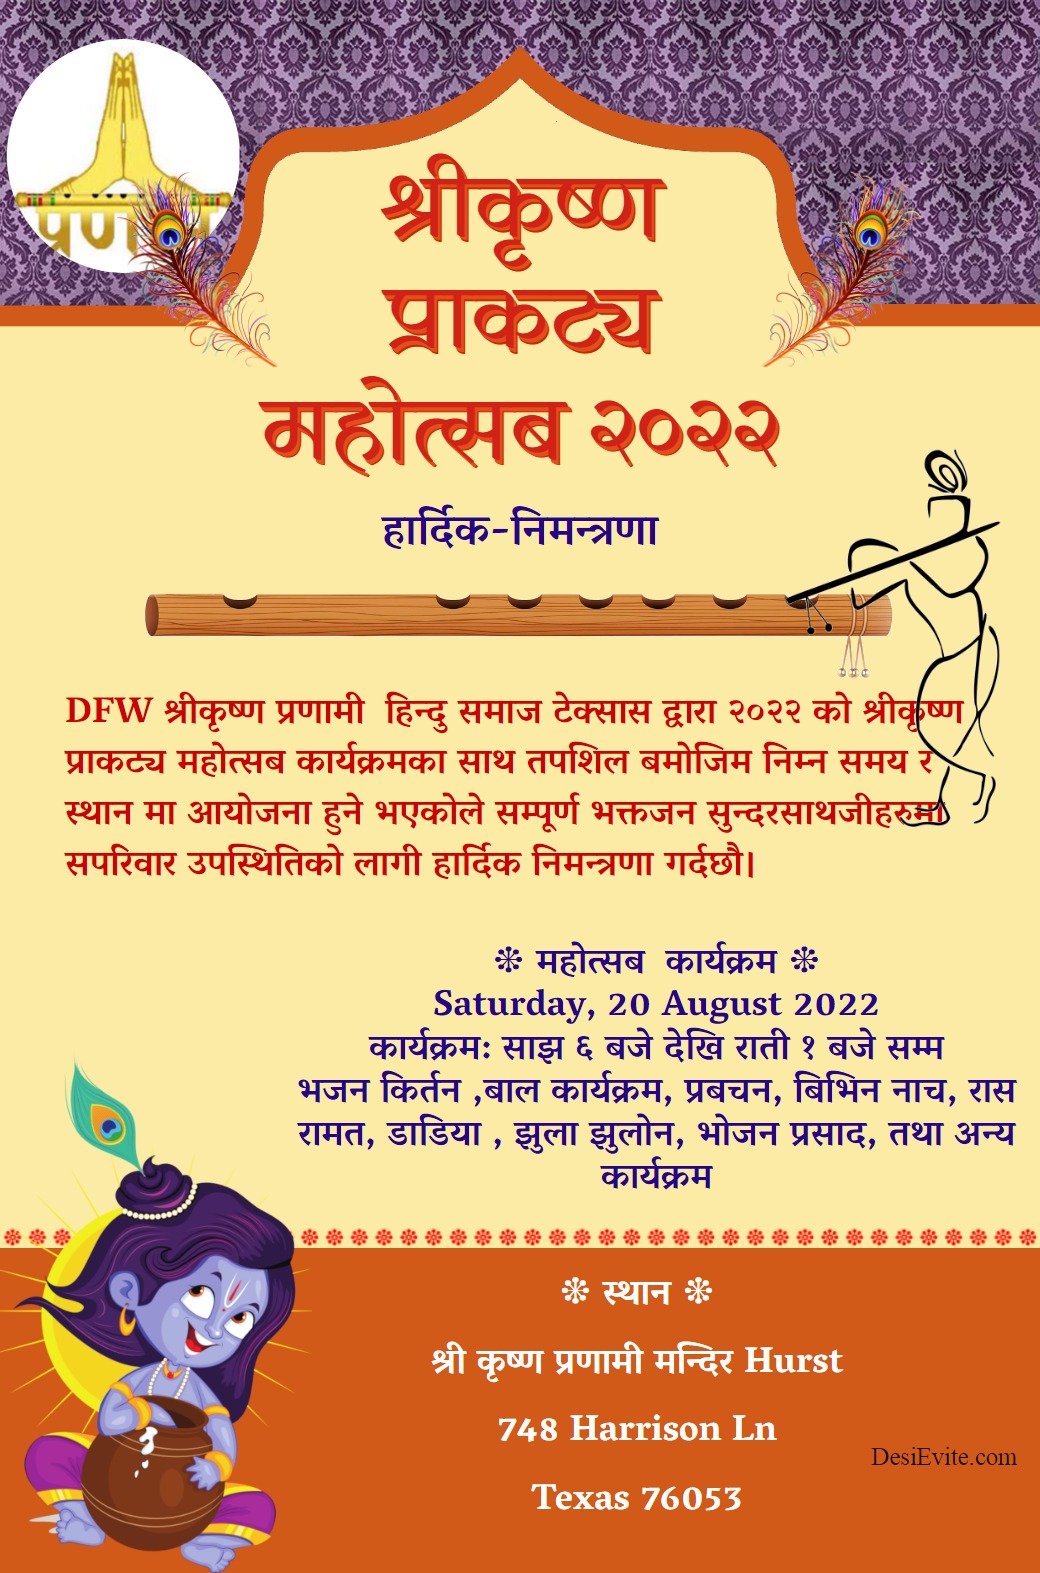 श्रीकृष्ण
प्राकट्य
महोत्सब २०२२
हार्दिक-निमन्त्रणा
DFW श्रीकृष्ण प्रणामी हिन्दु समाज टेक्सास द्वारा २०२२ को श्रीकृष्ण
प्राकट्य महोत्सब कार्यक्रमका साथ तपशिल बमोजिम निम्न समय र
स्थान मा आयोजना हुने भएकोले सम्पूर्ण भक्तजन सुन्दरसाथजीहरुमा
सपरिवार उपस्थितिको लागी हार्दिक निमन्त्रणा गर्दछौ।
❉ महोत्सब कार्यक्रम ❉
Saturday, 20 August 2022
कार्यक्रम: साझ ६ बजे देखि राती १ बजे सम्म
भजन किर्तन ,बाल कार्यक्रम, प्रबचन, बिभिन नाच, रास
रामत, डाडिया , झुला झुलोन, भोजन प्रसाद, तथा अन्य
कार्यक्रम
❉ स्थान ❉
श्री कृष्ण प्रणामी मन्दिर Hurst
748 Harrison Ln
DesiEvite.com
Texas 76053